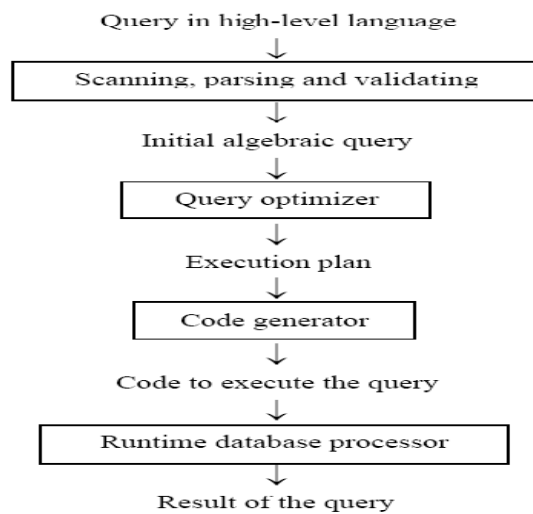 Query in high-level language
Scanning, parsing and validating
Initial algebraic query
Query optimizer
Execution plan
Code generator
Code to execute the query
Runtime database processor
Result of the query